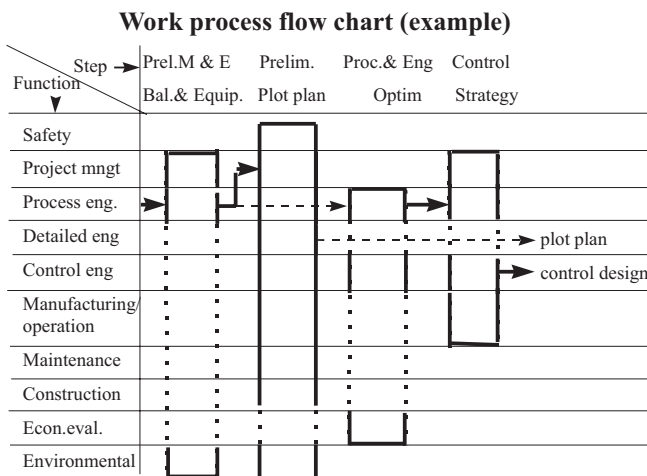 Work process flow chart (example)
Step
Prel.M & E Prelim. Proc.& Eng Control
Function
Bal.& Equip. Plot plan Optim Strategy
Safety
Project mngt
Process eng.
Detailed eng
plot plan
Control eng
control design
Manufacturing/
operation
Maintenance
Construction
Econ.eval.
Environmental